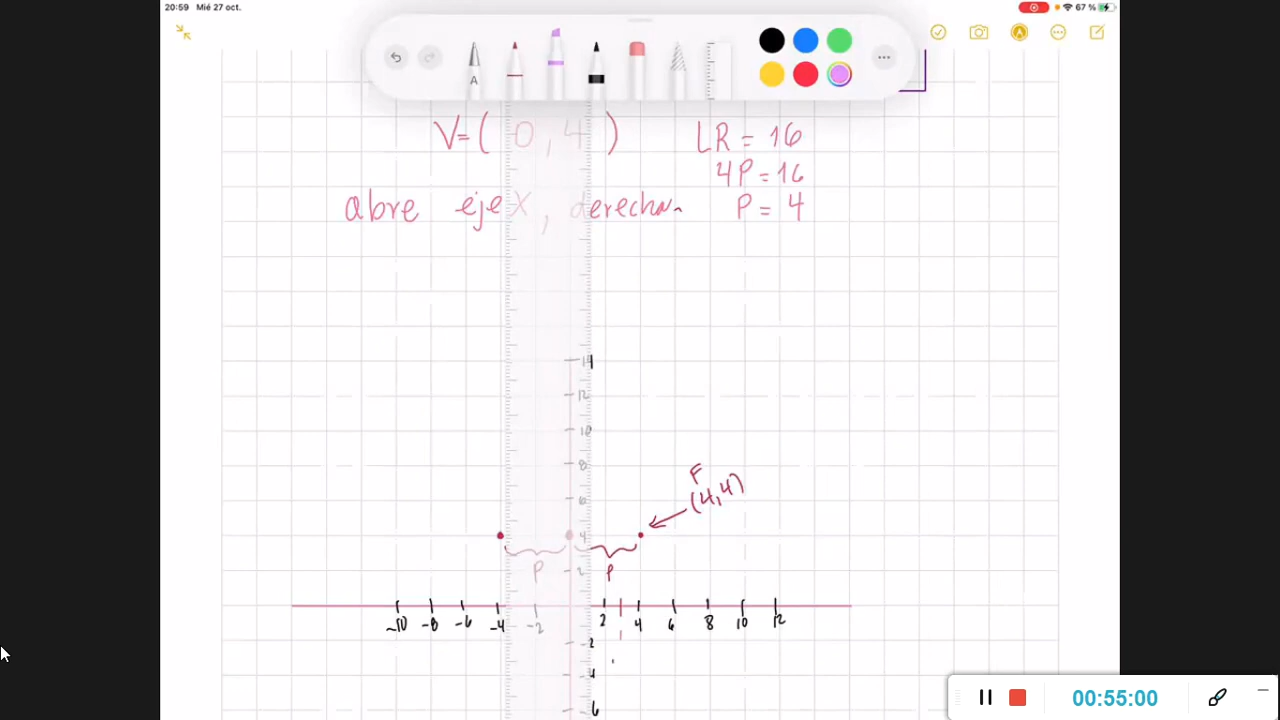 20:59 Mié 27 oct.
67 %
A
V=( 0, 4 )
LR = 16
4P = 16
abre eje X, derecha.
P = 4
14
12
10
8
F
(4,4)
6
4
P P
2
-10 -8 -6 -4 -2 2 4 6 8 10 12
-2
-4
-6
00:55:00